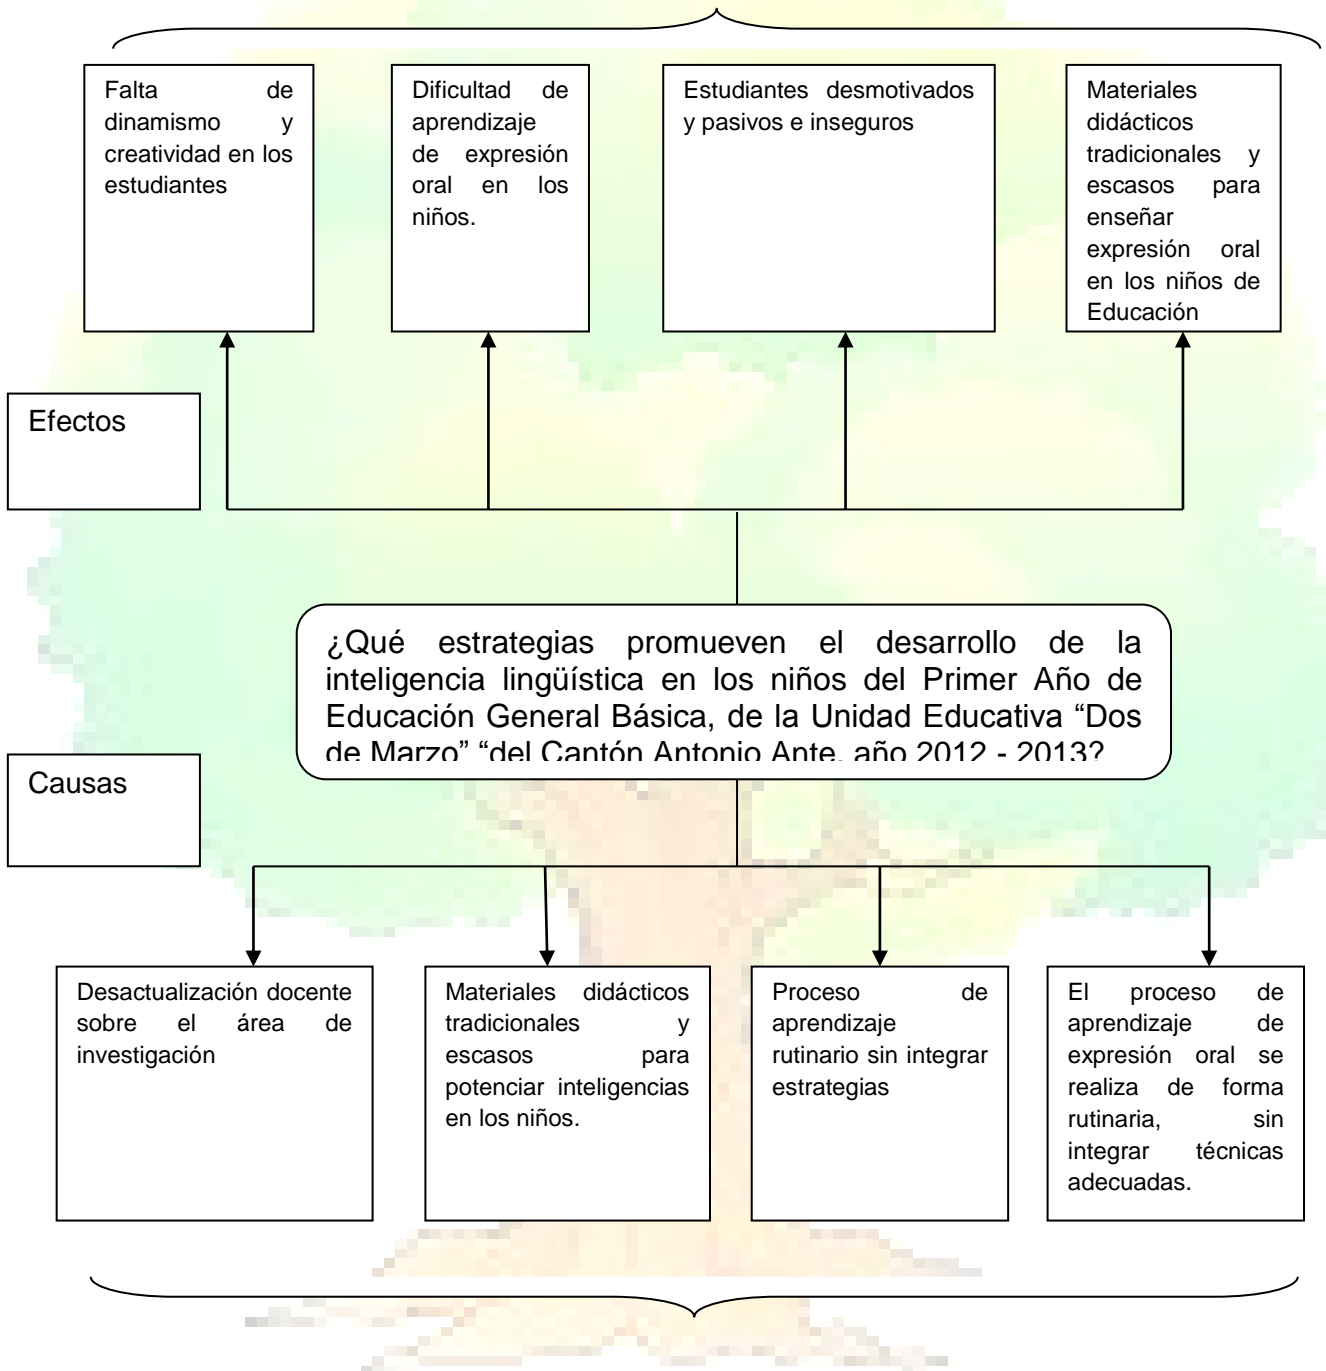 Falta de
dinamismo y
creatividad en los
estudiantes
Dificultad de
aprendizaje
de expresión
oral en los
niños.
Estudiantes desmotivados
y pasivos e inseguros
Materiales
didácticos
tradicionales y
escasos para
enseñar
expresión oral
en los niños de
Educación
Efectos
¿Qué estrategias promueven el desarrollo de la
inteligencia lingüística en los niños del Primer Año de
Educación General Básica, de la Unidad Educativa “Dos
de Marzo” “del Cantón Antonio Ante, año 2012 - 2013?
Causas
Desactualización docente
sobre el área de
investigación
Materiales didácticos
tradicionales y
escasos para
potenciar inteligencias
en los niños.
Proceso de
aprendizaje
rutinario sin integrar
estrategias
El proceso de
aprendizaje de
expresión oral se
realiza de forma
rutinaria, sin
integrar técnicas
adecuadas.